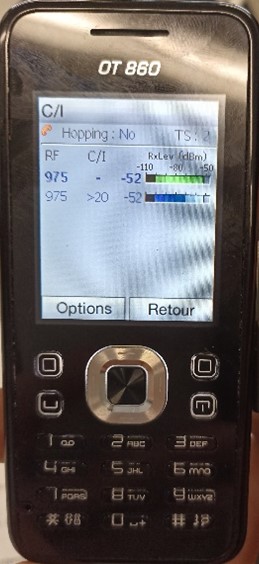 OT 860
C/I
Hopping : No TS : 2
RF C/I RxLev (dBm)
-110 -80 -50
975 - -52
975 >20 -52
Options Retour
1 2 ABC 3 DEF
4 GHI 5 JKL 6 MNO
7 PQRS 8 TUV 9 WXYZ
* 0 #